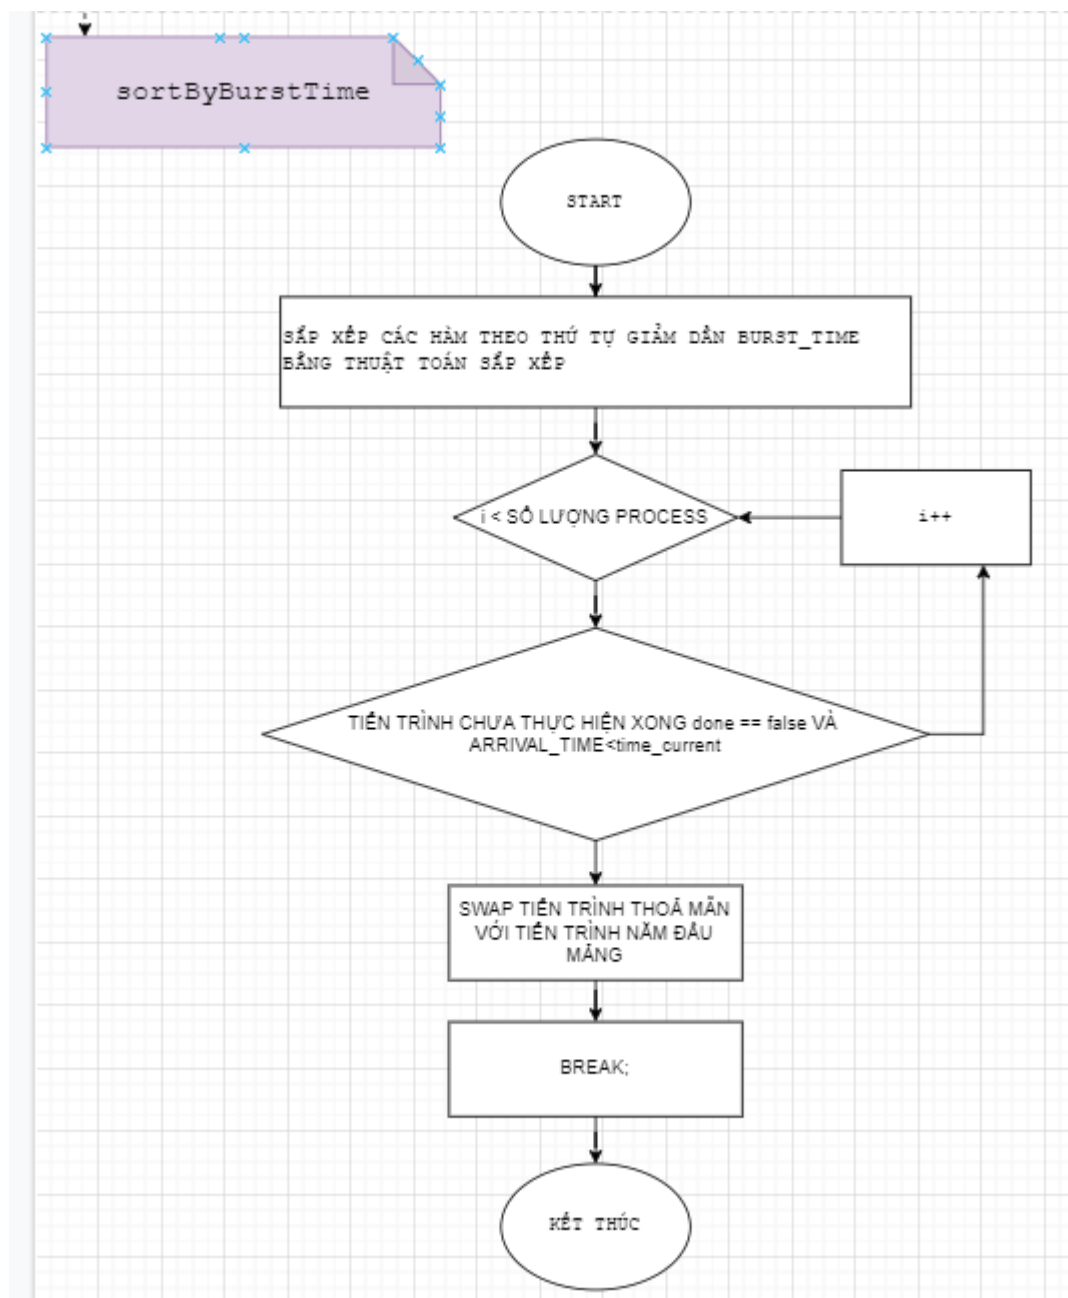 sortByBurstTime
START
SẮP XẾP CÁC HÀM THEO THỨ TỰ GIẢM DẦN BURST_TIME
BẰNG THUẬT TOÁN SẮP XẾP
i < SỐ LƯỢNG PROCESS
i++
TIẾN TRÌNH CHƯA THỰC HIỆN XONG done == false VÀ
ARRIVAL_TIME<time_current
SWAP TIẾN TRÌNH THOẢ MÃN
VỚI TIẾN TRÌNH NẰM ĐẦU
MẢNG
BREAK;
KẾT THÚC